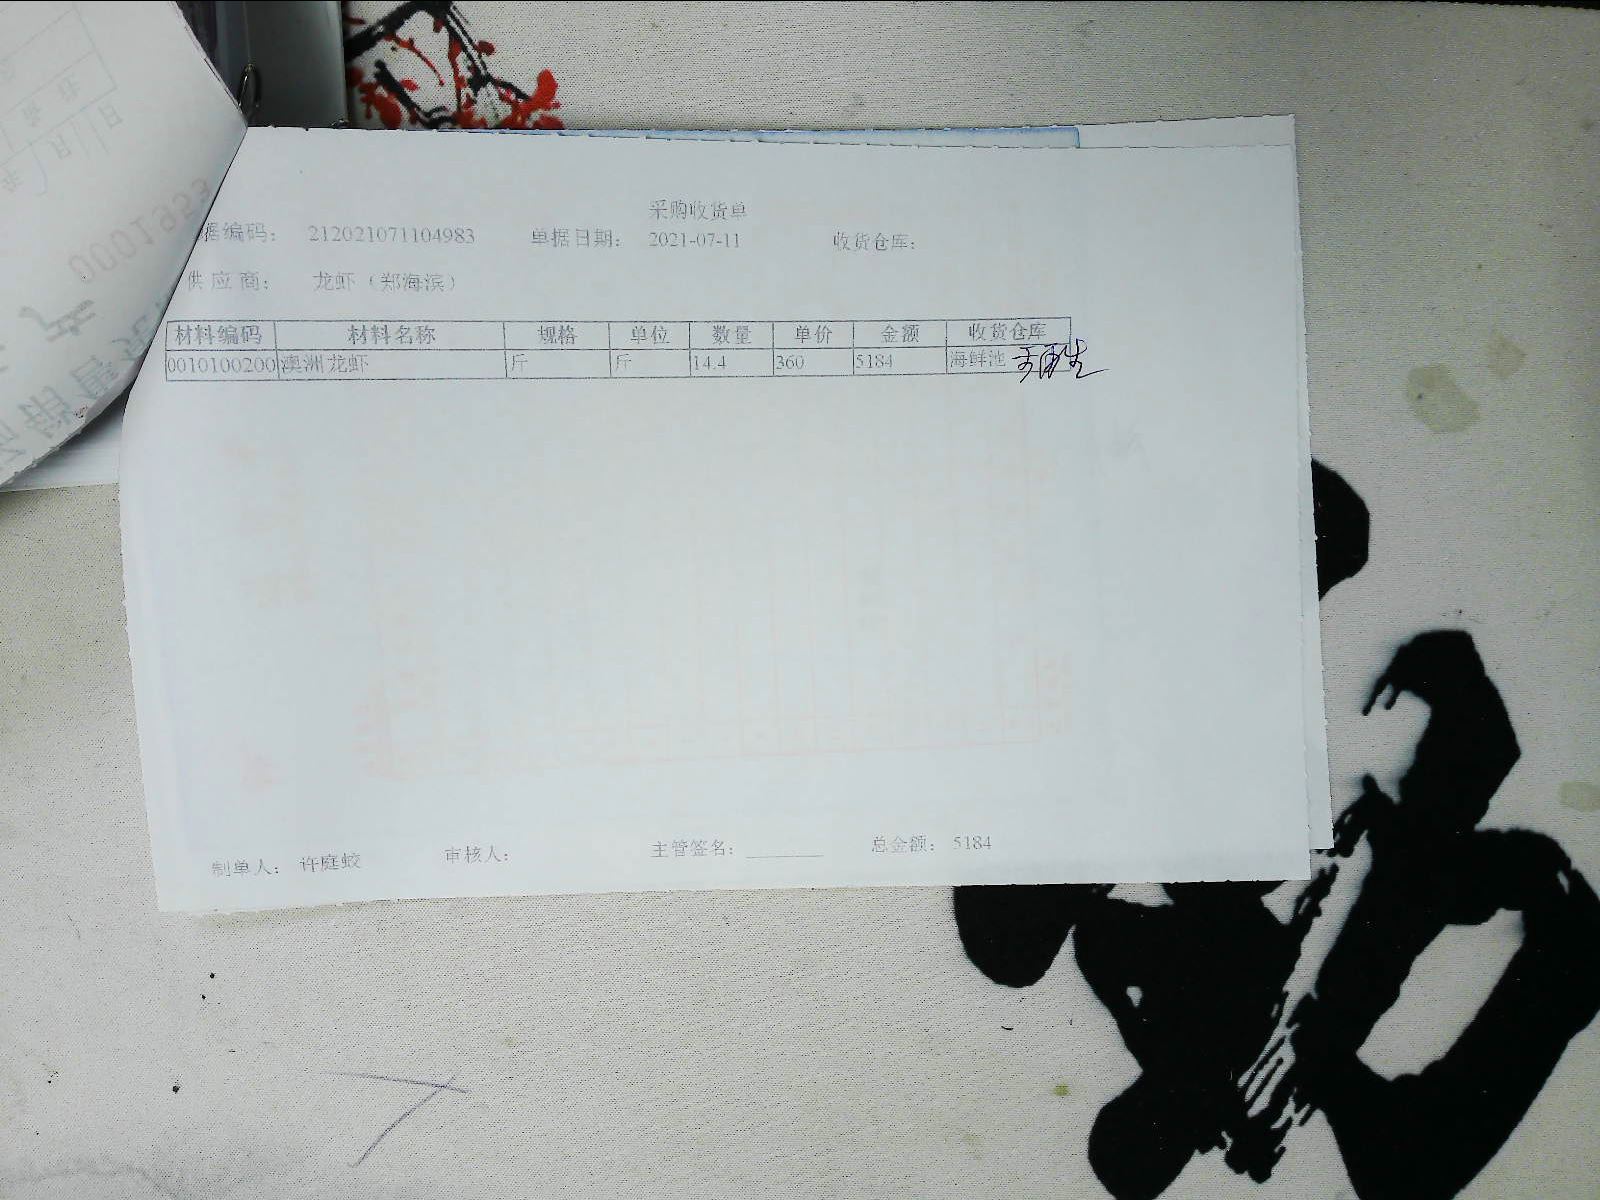 采购收货单
据编码： 212021071104983 单据日期： 2021-07-11 收货仓库：
供应商： 龙虾（郑海滨）
材料编码 材料名称 规格 单位 数量 单价 金额 收货仓库
0010100200 澳洲龙虾 斤 斤 14.4 360 5184 海鲜池
制单人： 许庭蛟 审核人： 主管签名： ________ 总金额： 5184
0001953